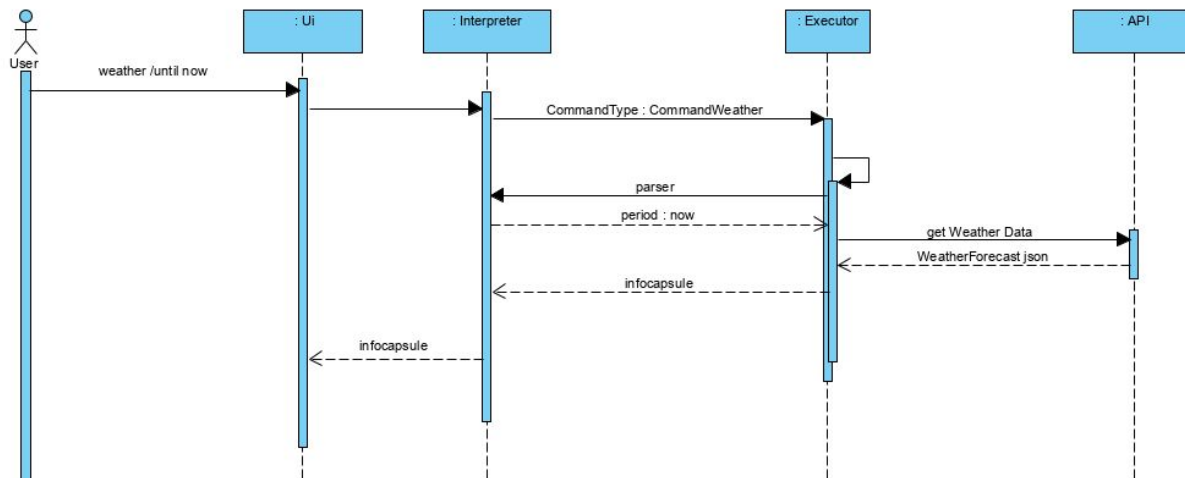 : Ui
: Interpreter
: Executor
: API
User
weather /until now
CommandType : CommandWeather
parser
period : now
get Weather Data
WeatherForecast json
infocapsule
infocapsule